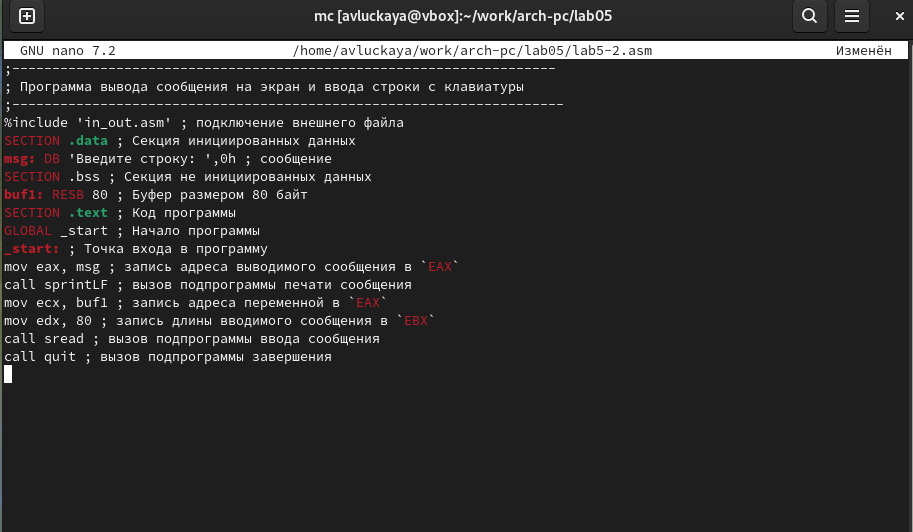 mc [avluckaya@vbox]:~/work/arch-pc/lab05
GNU nano 7.2 /home/avluckaya/work/arch-pc/lab05/lab5-2.asm Изменён
;--------------------------------------------------------------------
; Программа вывода сообщения на экран и ввода строки с клавиатуры
;---------------------------------------------------------------------
%include 'in_out.asm' ; подключение внешнего файла
SECTION .data ; Секция инициированных данных
msg: DB 'Введите строку: ',0h ; сообщение
SECTION .bss ; Секция не инициированных данных
buf1: RESB 80 ; Буфер размером 80 байт
SECTION .text ; Код программы
GLOBAL _start ; Начало программы
_start: ; Точка входа в программу
mov eax, msg ; запись адреса выводимого сообщения в `EAX`
call sprintLF ; вызов подпрограммы печати сообщения
mov ecx, buf1 ; запись адреса переменной в `EAX`
mov edx, 80 ; запись длины вводимого сообщения в `EBX`
call sread ; вызов подпрограммы ввода сообщения
call quit ; вызов подпрограммы завершения